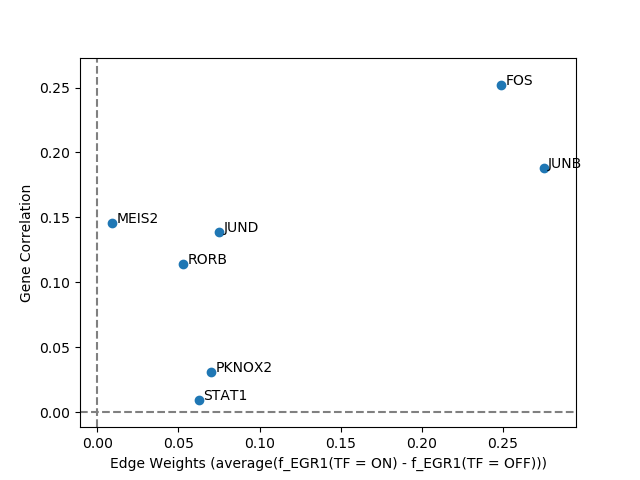 FOS
0.25
0.20
JUNB
MEIS2
0.15
JUND
RORB
0.10
Gene Correlation
0.05
PKNOX2
STAT1
0.00
0.00 0.05 0.10 0.15 0.20 0.25
Edge Weights (average(f_EGR1(TF = ON) - f_EGR1(TF = OFF)))